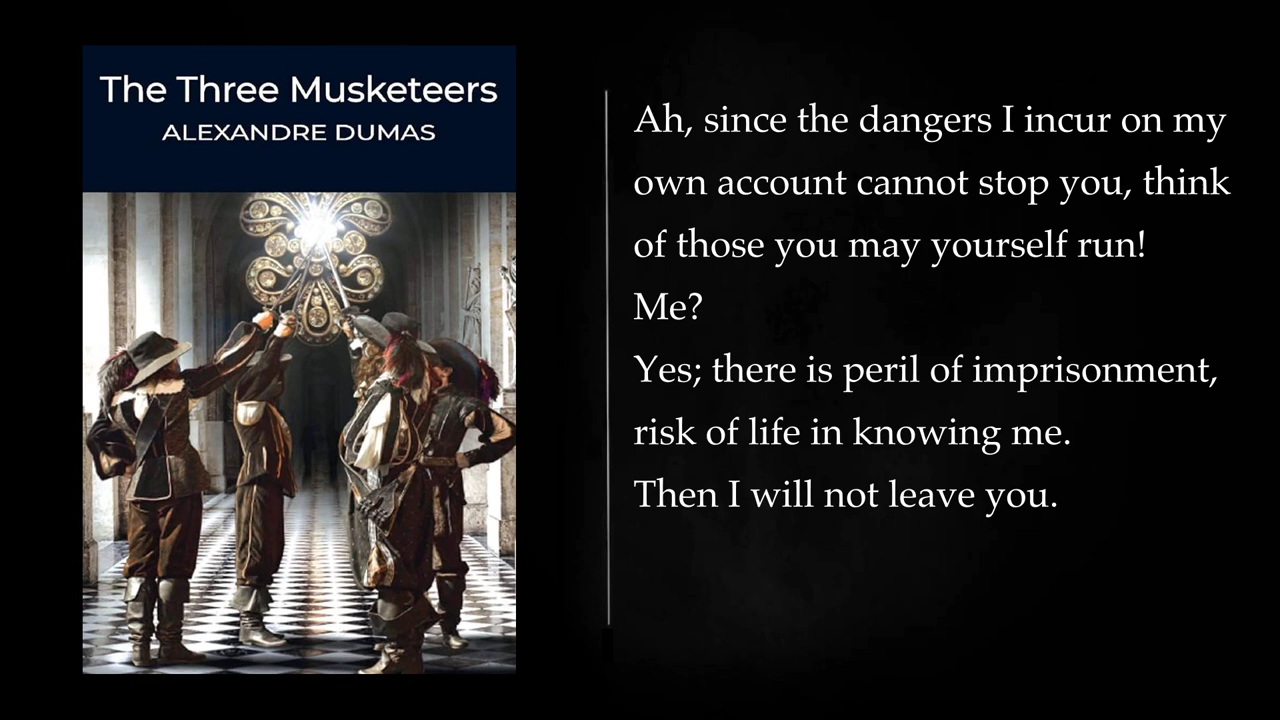 The Three Musketeers
ALEXANDRE DUMAS
Ah, since the dangers I incur on my
own account cannot stop you, think
of those you may yourself run!
Me?
Yes; there is peril of imprisonment,
risk of life in knowing me.
Then I will not leave you.